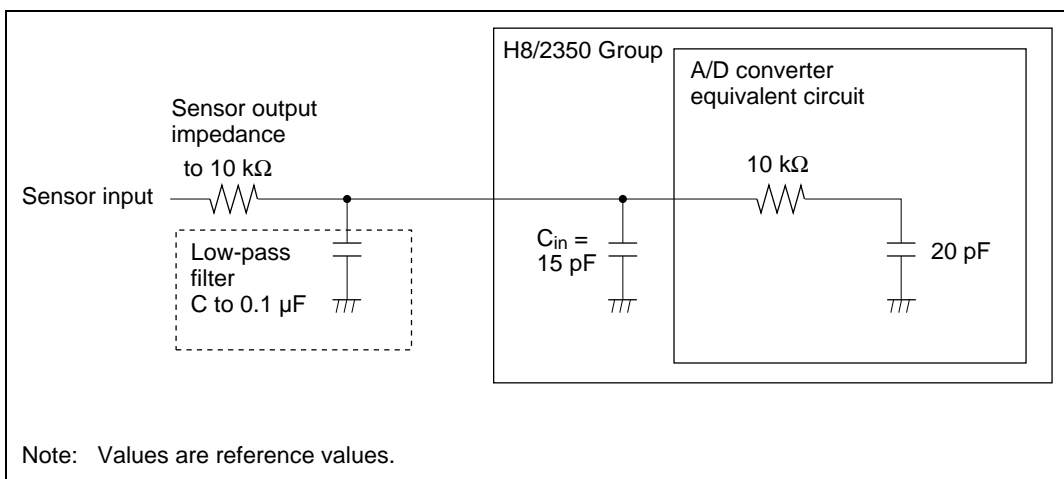 H8/2350 Group
A/D converter
equivalent circuit
Sensor output
impedance
to 10 kΩ
10 kΩ
Sensor input
Low-pass
filter
C to 0.1 µF
Cin =
15 pF
20 pF
Note: Values are reference values.